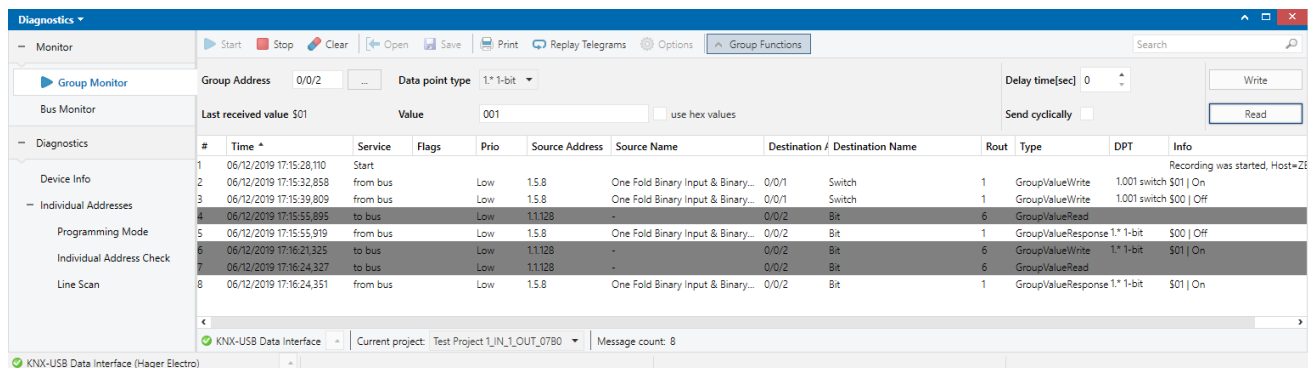 Diagnostics
Monitor
Start Stop Clear Open Save Print Replay Telegrams Options Group Functions Search
Group Monitor
Group Address 0/0/2 ... Data point type 1.* 1-bit Delay time[sec] 0 Write
Bus Monitor
Last received value $01 Value 001 use hex values Send cyclically Read
Diagnostics
# Time Service Flags Prio Source Address Source Name Destination A Destination Name Rout Type DPT Info
1 06/12/2019 17:15:28,110 Start Recording was started, Host=ZE
Device Info
2 06/12/2019 17:15:32,858 from bus Low 1.5.8 One Fold Binary Input & Binary... 0/0/1 Switch 1 GroupValueWrite 1.001 switch $01 | On
3 06/12/2019 17:15:39,809 from bus Low 1.5.8 One Fold Binary Input & Binary... 0/0/1 Switch 1 GroupValueWrite 1.001 switch $00 | Off
Individual Addresses
4 06/12/2019 17:15:55,895 to bus Low 1.1.128 - 0/0/2 Bit 6 GroupValueRead
5 06/12/2019 17:15:55,919 from bus Low 1.5.8 One Fold Binary Input & Binary... 0/0/2 Bit 1 GroupValueResponse 1.* 1-bit $00 | Off
Programming Mode
6 06/12/2019 17:16:21,325 to bus Low 1.1.128 - 0/0/2 Bit 6 GroupValueWrite 1.* 1-bit $01 | On
Individual Address Check
7 06/12/2019 17:16:24,327 to bus Low 1.1.128 - 0/0/2 Bit 6 GroupValueRead
8 06/12/2019 17:16:24,351 from bus Low 1.5.8 One Fold Binary Input & Binary... 0/0/2 Bit 1 GroupValueResponse 1.* 1-bit $01 | On
Line Scan
KNX-USB Data Interface Current project: Test Project 1_IN_1_OUT_07B0 Message count: 8
KNX-USB Data Interface (Hager Electro)